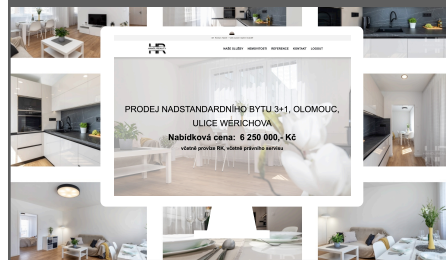 HR
NAŠE SLUŽBY NEMOVITOSTI REFERENCE KONTAKT LOGOUT
PRODEJ NADSTANDARDNÍHO BYTU 3+1, OLOMOUC,
ULICE WERICHOVA
Nabídková cena: 6 250 000,- Kč
včetně provize RK, včetně právního servisu